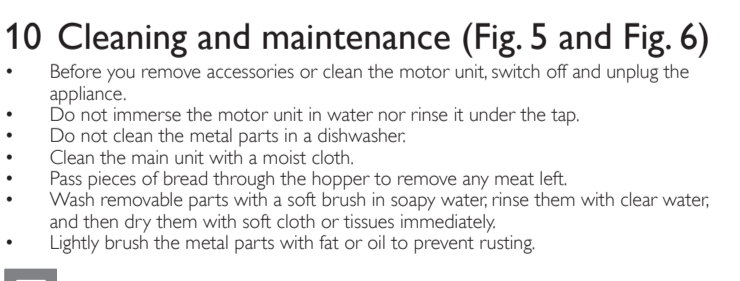 10 Cleaning and maintenance (Fig. 5 and Fig. 6)
• Before you remove accessories or clean the motor unit, switch off and unplug the
appliance.
• Do not immerse the motor unit in water nor rinse it under the tap.
• Do not clean the metal parts in a dishwasher.
• Clean the main unit with a moist cloth.
• Pass pieces of bread through the hopper to remove any meat left.
• Wash removable parts with a soft brush in soapy water, rinse them with clear water,
and then dry them with soft cloth or tissues immediately.
• Lightly brush the metal parts with fat or oil to prevent rusting.